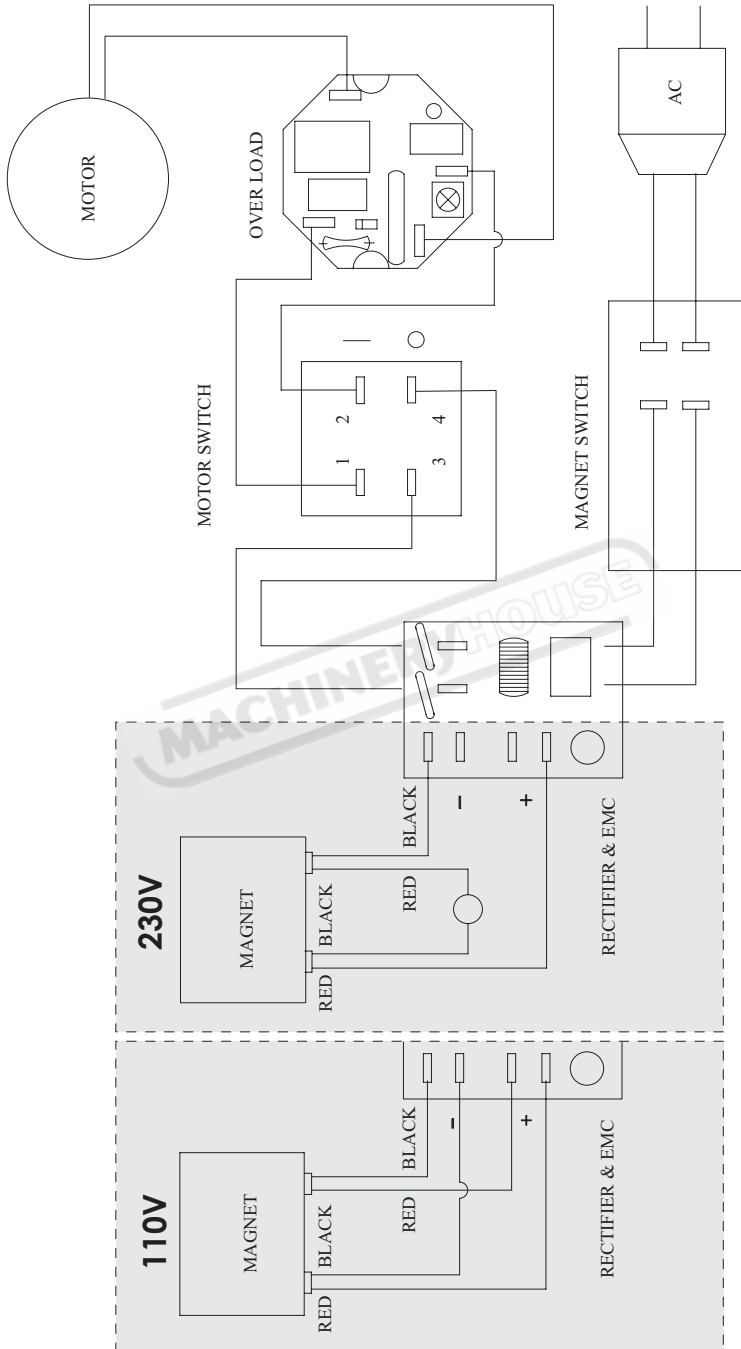 110V
MAGNET
RED
BLACK
RED
BLACK
-
+
RECTIFIER & EMC
230V
MAGNET
RED
BLACK
RED
BLACK
-
+
RECTIFIER & EMC
MACHINERYHOUSE
MOTOR SWITCH
1
2
3
4
MAGNET SWITCH
OVER LOAD
MOTOR
AC